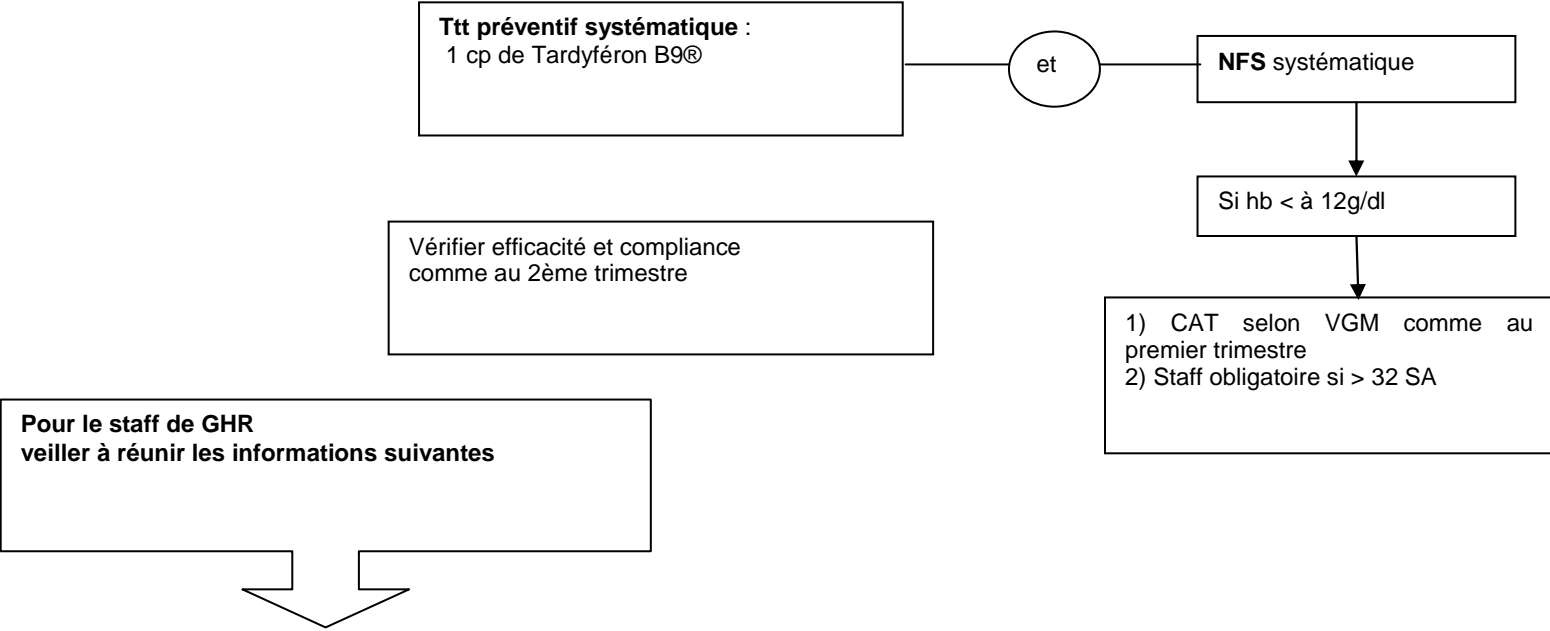 Ttt préventif systématique :
1 cp de Tardyféron B9®
et
NFS systématique
Si hb < à 12g/dl
Vérifier efficacité et compliance
comme au 2ème trimestre
1) CAT selon VGM comme au
premier trimestre
2) Staff obligatoire si > 32 SA
Pour le staff de GHR
veiller à réunir les informations suivantes